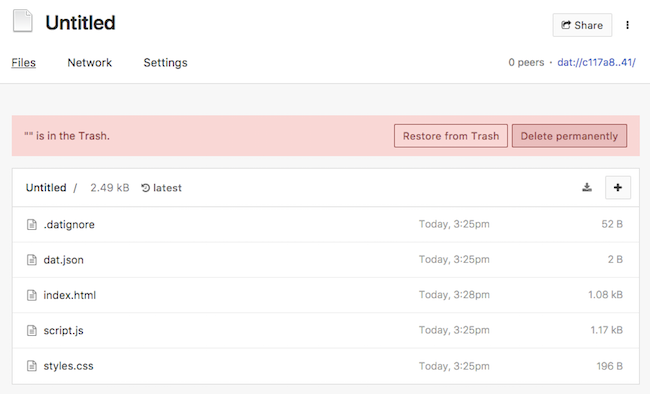 Untitled
Share
Files Network Settings 0 peers · dat://c117a8..41/
"" is in the Trash. Restore from Trash Delete permanently
Untitled / 2.49 kB latest
.datignore Today, 3:25pm 52 B
dat.json Today, 3:25pm 2 B
index.html Today, 3:28pm 1.08 kB
script.js Today, 3:25pm 1.17 kB
styles.css Today, 3:25pm 196 B